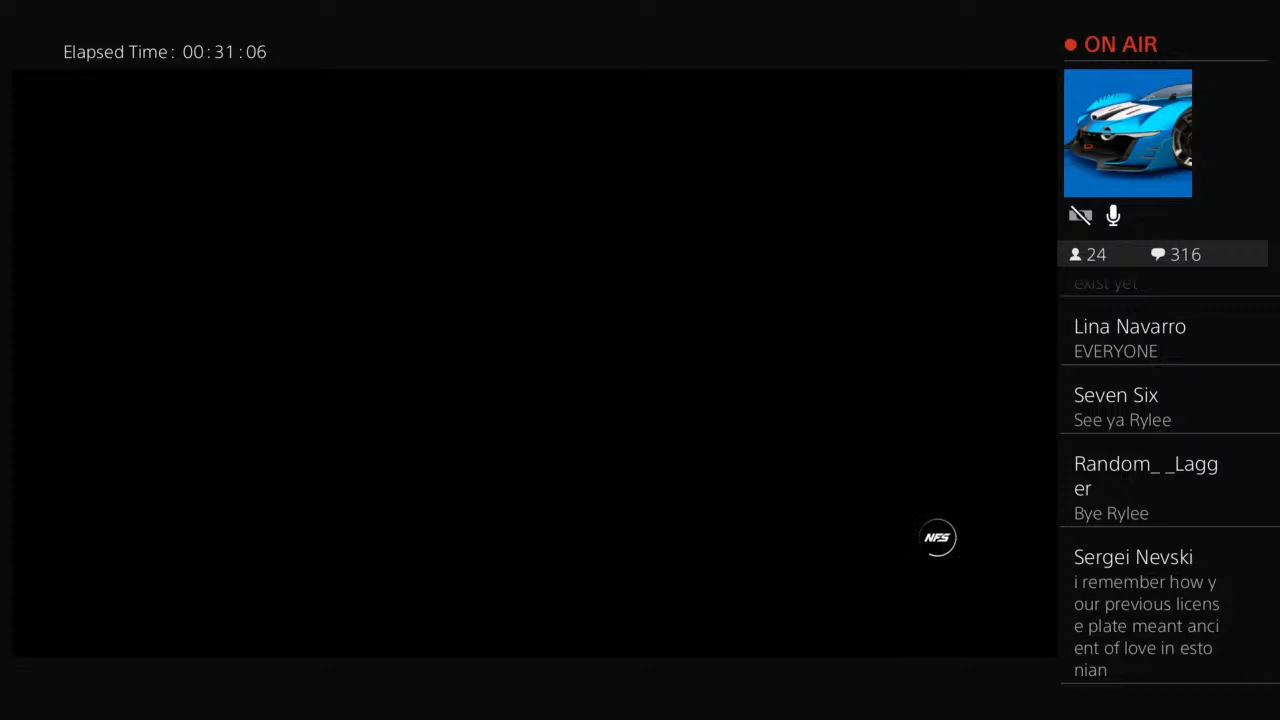 Elapsed Time: 00:31:06
ON AIR
24 316
exist yet
Lina Navarro
EVERYONE
Seven Six
See ya Rylee
Random_ _Lagg
er
Bye Rylee
Sergei Nevski
i remember how y
our previous licens
e plate meant anci
ent of love in esto
nian
NFS